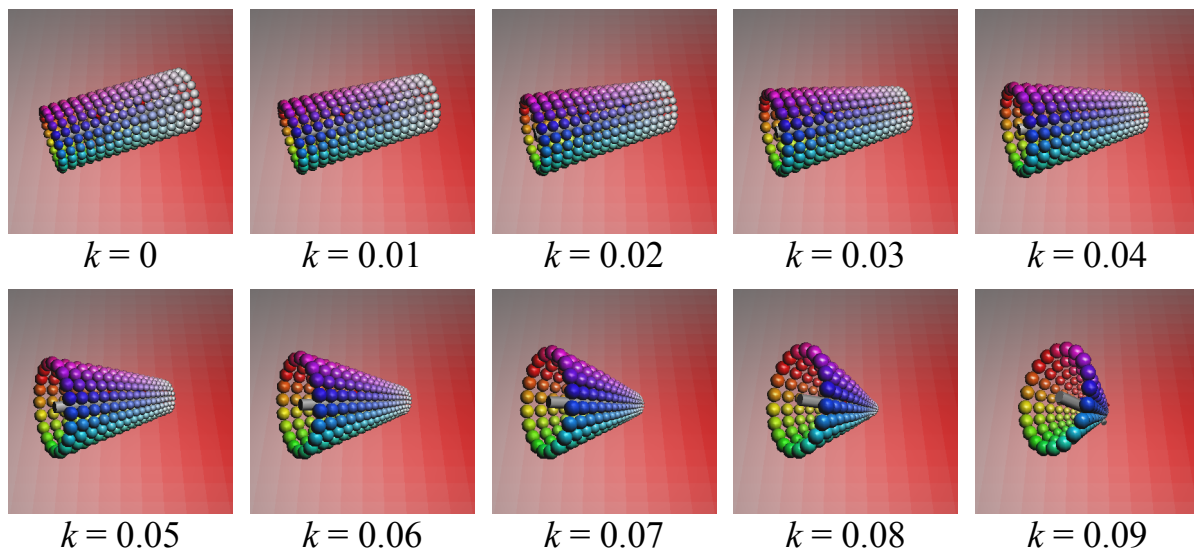 k = 0
k = 0.01
k = 0.02
k = 0.03
k = 0.04
k = 0.05
k = 0.06
k = 0.07
k = 0.08
k = 0.09